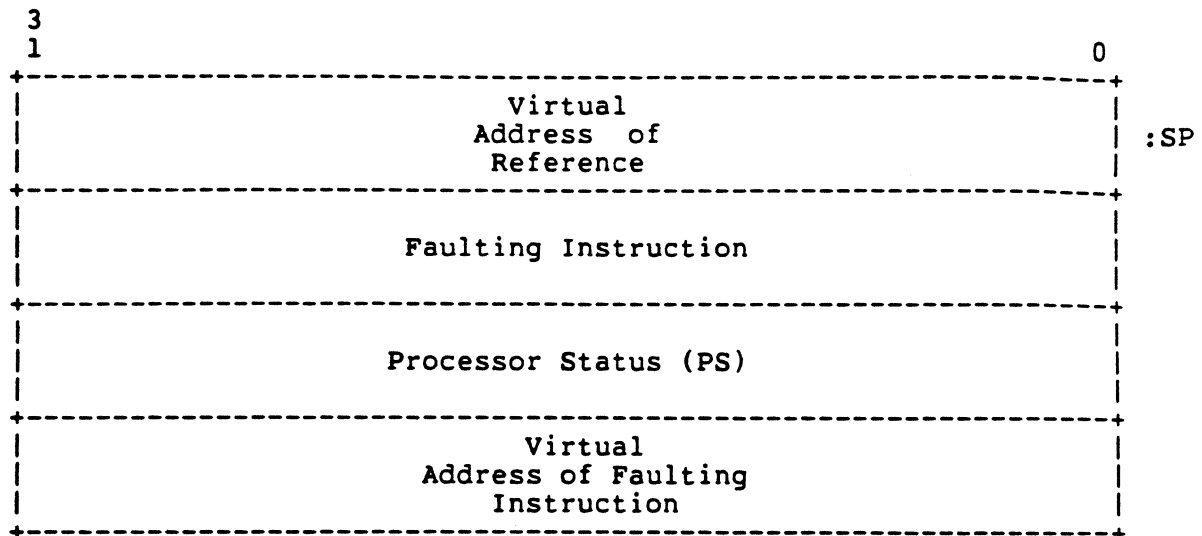 3
1 0
Virtual
Address of
Reference
:SP
Faulting Instruction
Processor Status (PS)
Virtual
Address of Faulting
Instruction